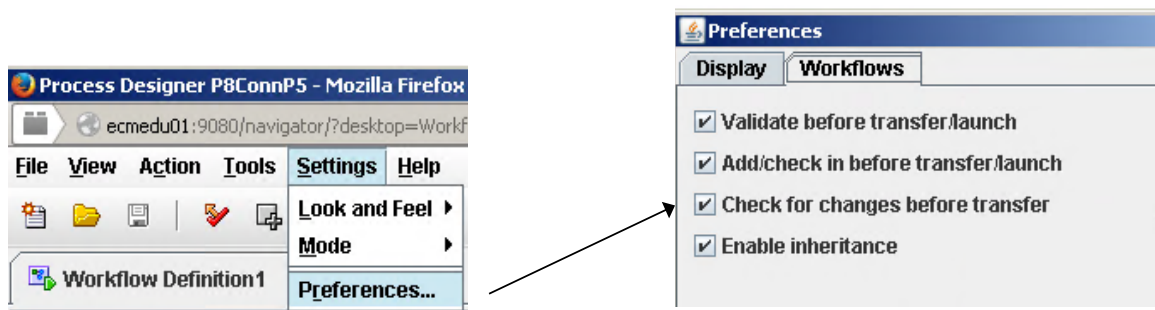 Process Designer P8ConnP5 - Mozilla Firefox
ecmedu01:9080/navigator/?desktop=Workf
File View Action Tools Settings Help
Look and Feel
Mode
Workflow Definition1
Preferences...
Preferences
Display Workflows
Validate before transfer/launch
Add/check in before transfer/launch
Check for changes before transfer
Enable inheritance